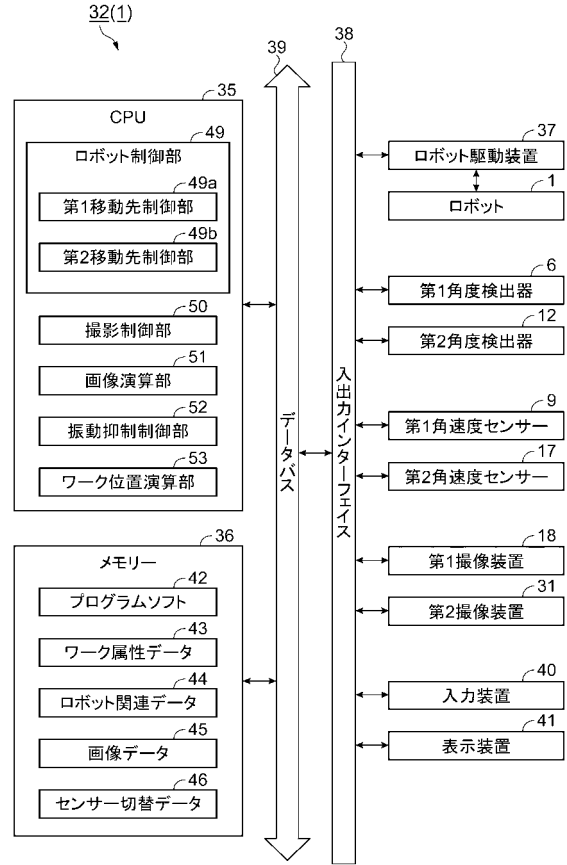 32(1)
39
38
35
CPU
49
ロボット制御部
49a
第1移動先制御部
49b
第2移動先制御部
50
撮影制御部
51
画像演算部
52
振動抑制制御部
53
ワーク位置演算部
36
メモリー
42
プログラムソフト
43
ワーク属性データ
44
ロボット関連データ
45
画像データ
46
センサー切替データ
データバス
入出力インターフェイス
37
ロボット駆動装置
1
ロボット
6
第1角度検出器
12
第2角度検出器
9
第1角速度センサー
17
第2角速度センサー
18
第1撮像装置
31
第2撮像装置
40
入力装置
41
表示装置